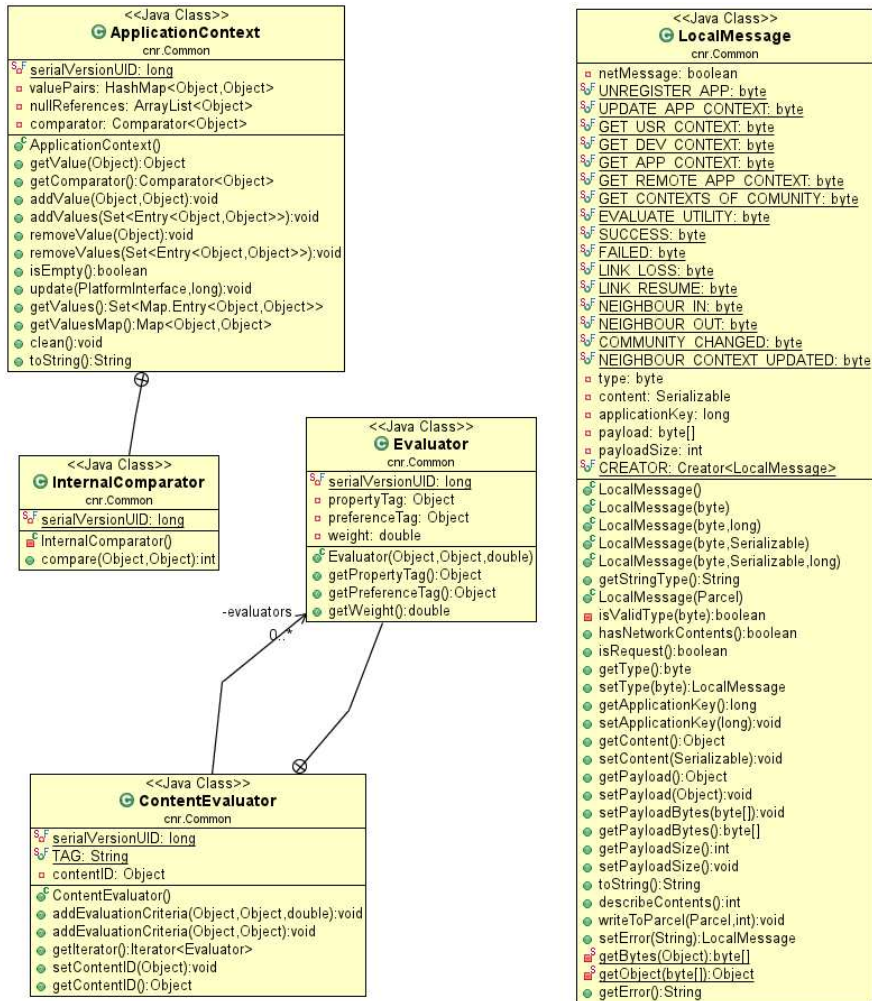 <<Java Class>>
ApplicationContext
cnr.Common
serialVersionUID: long
valuePairs: HashMap<Object,Object>
nullReferences: ArrayList<Object>
comparator: Comparator<Object>
ApplicationContext()
getValue(Object):Object
getComparator():Comparator<Object>
addValue(Object,Object):void
addValues(Set<Entry<Object,Object>>):void
removeValue(Object):void
removeValues(Set<Entry<Object,Object>>):void
isEmpty():boolean
update(PlatformInterface,long):void
getValues():Set<Map.Entry<Object,Object>>
getValuesMap():Map<Object,Object>
clean():void
toString():String
<<Java Class>>
InternalComparator
cnr.Common
serialVersionUID: long
InternalComparator()
compare(Object,Object):int
<<Java Class>>
Evaluator
cnr.Common
serialVersionUID: long
propertyTag: Object
preferenceTag: Object
weight: double
Evaluator(Object,Object,double)
getPropertyTag():Object
getPreferenceTag():Object
getWeight():double
-evaluators
0..*
<<Java Class>>
ContentEvaluator
cnr.Common
serialVersionUID: long
TAG: String
contentID: Object
ContentEvaluator()
addEvaluationCriteria(Object,Object,double):void
addEvaluationCriteria(Object,Object):void
getIterator():Iterator<Evaluator>
setContentID(Object):void
getContentID():Object
<<Java Class>>
LocalMessage
cnr.Common
netMessage: boolean
UNREGISTER_APP: byte
UPDATE_APP_CONTEXT: byte
GET_USR_CONTEXT: byte
GET_DEV_CONTEXT: byte
GET_APP_CONTEXT: byte
GET_REMOTE_APP_CONTEXT: byte
GET_CONTEXTS_OF_COMUNITY: byte
EVALUATE_UTILITY: byte
SUCCESS: byte
FAILED: byte
LINK_LOSS: byte
LINK_RESUME: byte
NEIGHBOUR_IN: byte
NEIGHBOUR_OUT: byte
COMMUNITY_CHANGED: byte
NEIGHBOUR_CONTEXT_UPDATED: byte
type: byte
content: Serializable
applicationKey: long
payload: byte[]
payloadSize: int
CREATOR: Creator<LocalMessage>
LocalMessage()
LocalMessage(byte)
LocalMessage(byte,long)
LocalMessage(byte,Serializable)
LocalMessage(byte,Serializable,long)
getStringType():String
LocalMessage(Parcel)
isValidType(byte):boolean
hasNetworkContents():boolean
isRequest():boolean
getType():byte
setType(byte):LocalMessage
getApplicationKey():long
setApplicationKey(long):void
getContent():Object
setContent(Serializable):void
getPayload():Object
setPayload(Object):void
setPayloadBytes(byte[]):void
getPayloadBytes():byte[]
getPayloadSize():int
setPayloadSize():void
toString():String
describeContents():int
writeToParcel(Parcel,int):void
setError(String):LocalMessage
getBytes(Object):byte[]
getObject(byte[]):Object
getError():String